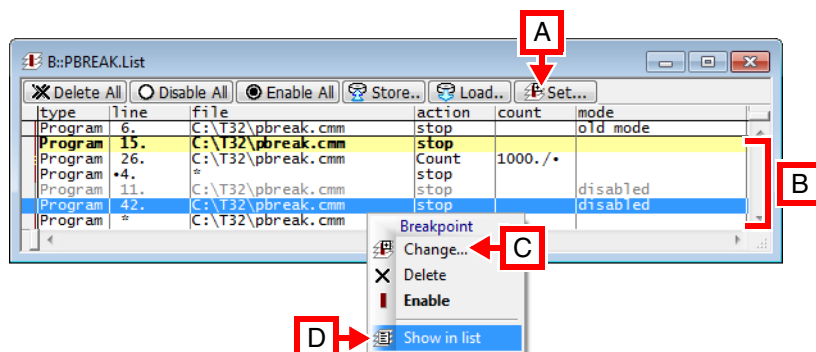 A
B::PBREAK.List
Delete All Disable All Enable All Store.. Load.. Set...
type line file action count mode
Program 6. C:\T32\pbreak.cmm stop old mode
Program 15. C:\T32\pbreak.cmm stop
Program 26. C:\T32\pbreak.cmm Count 1000./•
Program •4. * stop
Program 11. C:\T32\pbreak.cmm stop disabled
Program 42. C:\T32\pbreak.cmm stop disabled
Program * C:\T32\pbreak.cmm
B
Breakpoint
Change... C
Delete
Enable
D Show in list